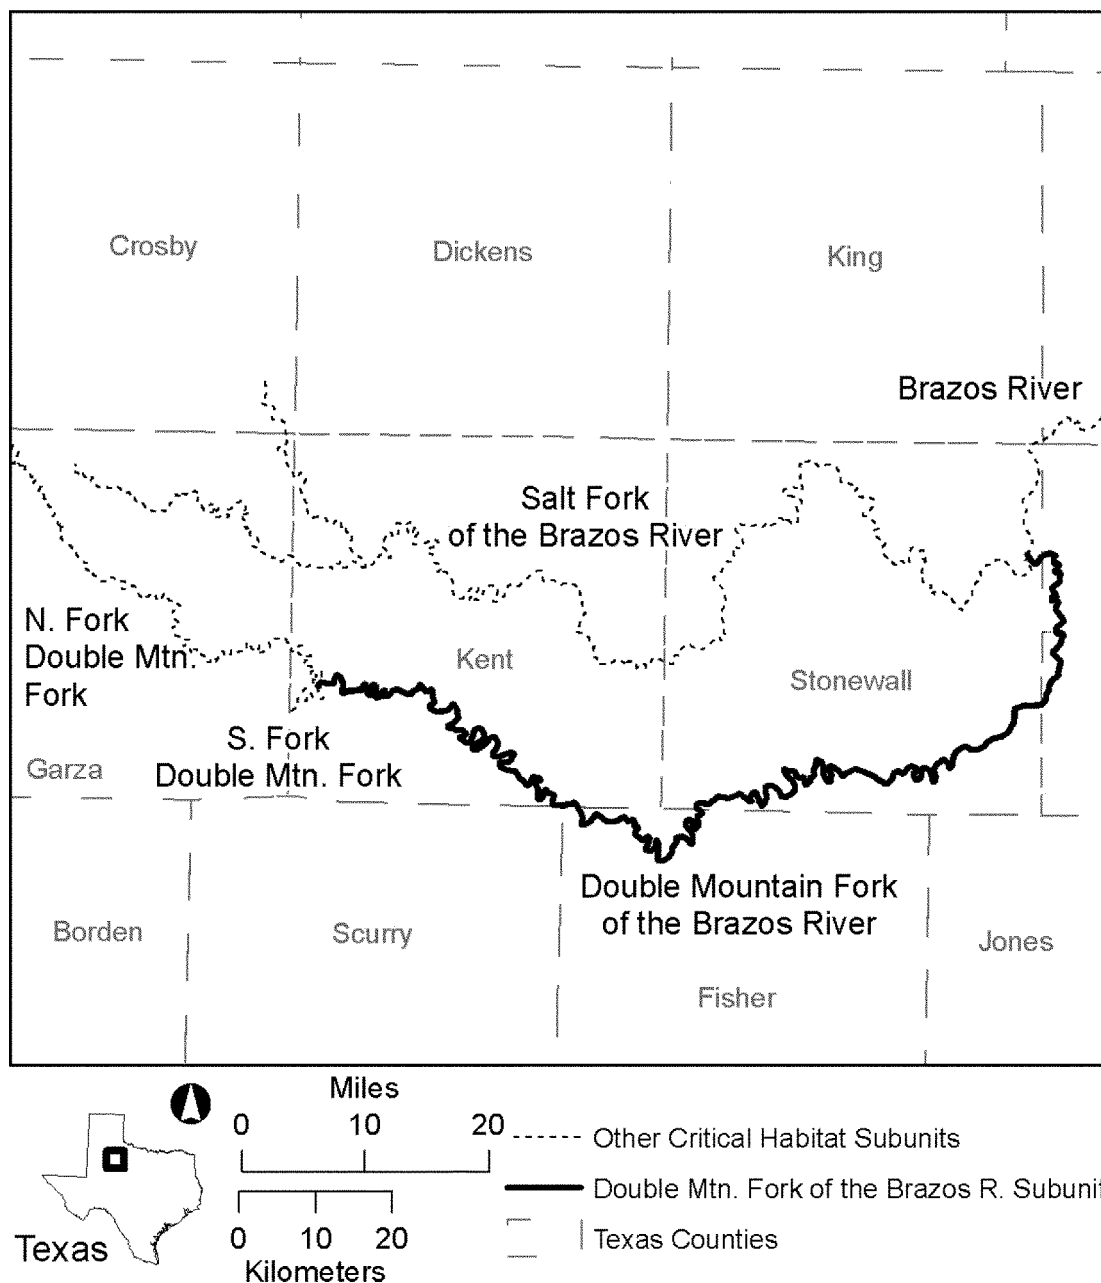 Crosby
Dickens
King
Brazos River
Salt Fork
of the Brazos River
N. Fork
Double Mtn.
Fork
Kent
Stonewall
S. Fork
Double Mtn. Fork
Garza
Double Mountain Fork
of the Brazos River
Borden
Scurry
Jones
Fisher
Miles
0 10 20
0 10 20
Kilometers
Texas
Other Critical Habitat Subunits
Double Mtn. Fork of the Brazos R. Subunit
Texas Counties